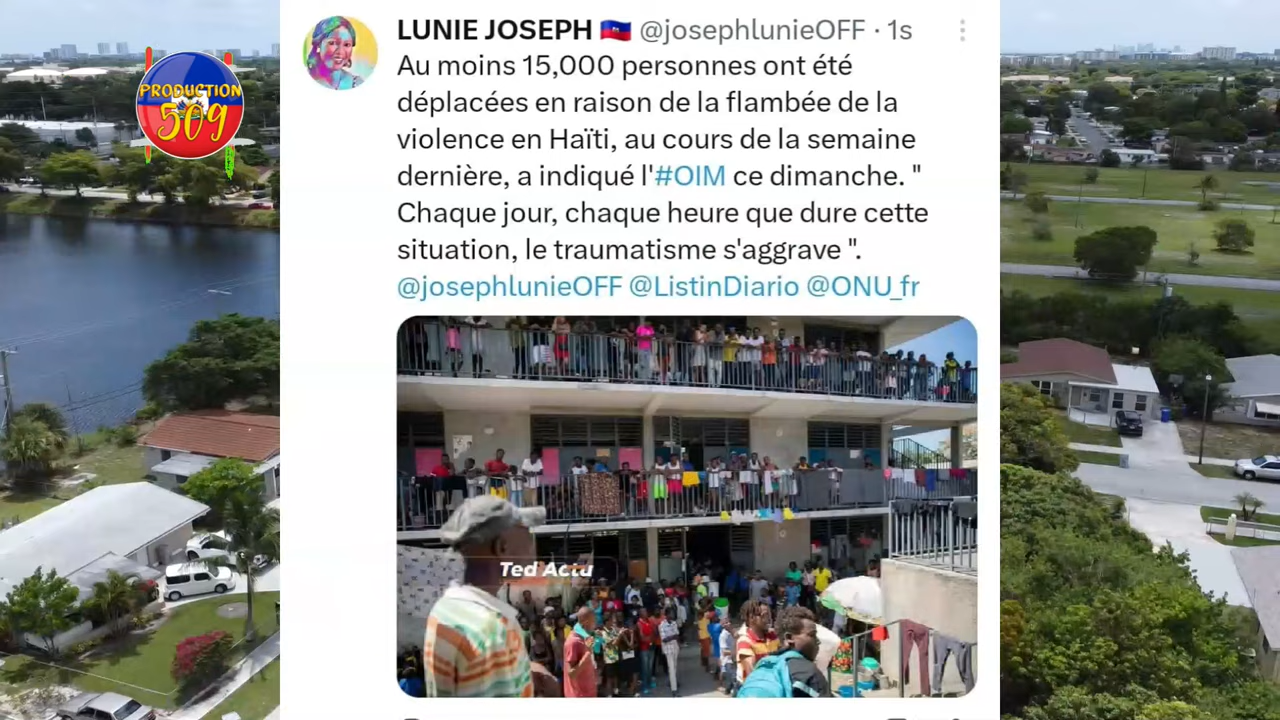 PRODUCTION
509
LUNIE JOSEPH 🇭🇹 @josephlunieOFF · 1s
Au moins 15,000 personnes ont été
déplacées en raison de la flambée de la
violence en Haïti, au cours de la semaine
dernière, a indiqué l'#OIM ce dimanche. "
Chaque jour, chaque heure que dure cette
situation, le traumatisme s'aggrave ".
@josephlunieOFF @ListinDiario @ONU_fr
Ted Actu